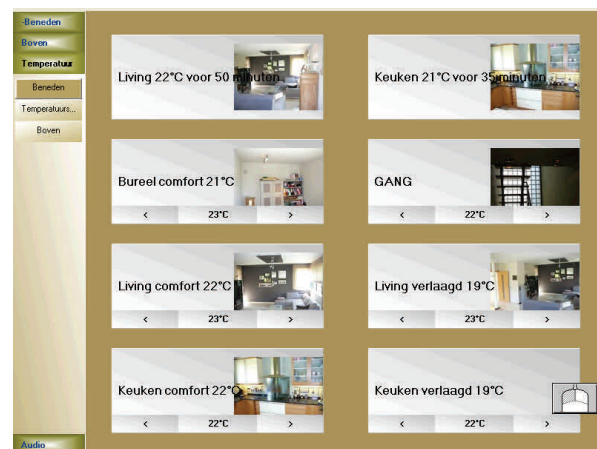 -Beneden
Boven
Temperatuur
Beneden
Temperatuurs...
Boven
Living 22°C voor 50 minuten
Keuken 21°C voor 35 minuten
Bureel comfort 21°C
< 23°C >
GANG
< 22°C >
Living comfort 22°C
< 23°C >
Living verlaagd 19°C
< 23°C >
Keuken comfort 22°C
< 22°C >
Keuken verlaagd 19°C
< 22°C >
Audio